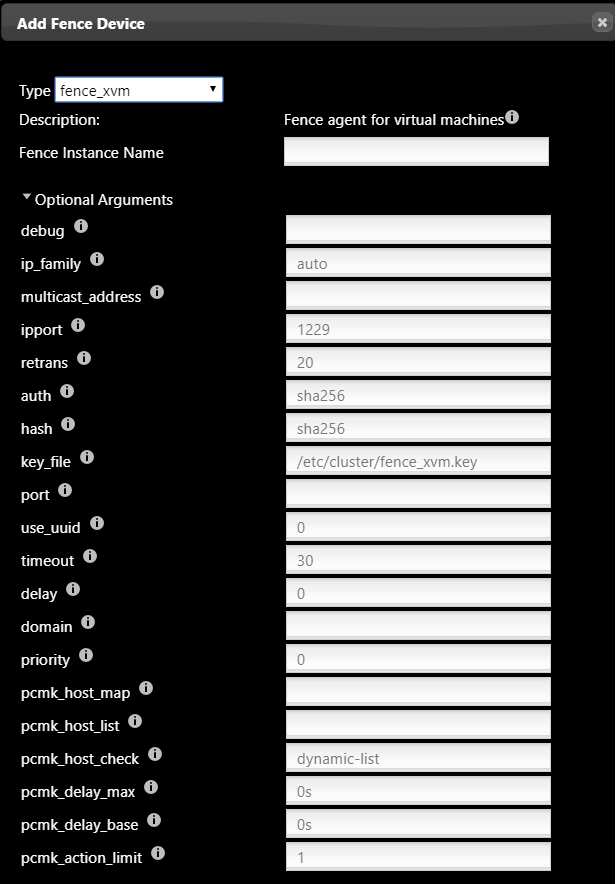 Add Fence Device
Type fence_xvm
Description: Fence agent for virtual machines
Fence Instance Name
Optional Arguments
debug
ip_family auto
multicast_address
ipport 1229
retrans 20
auth sha256
hash sha256
key_file /etc/cluster/fence_xvm.key
port
use_uuid 0
timeout 30
delay 0
domain
priority 0
pcmk_host_map
pcmk_host_list
pcmk_host_check dynamic-list
pcmk_delay_max 0s
pcmk_delay_base 0s
pcmk_action_limit 1